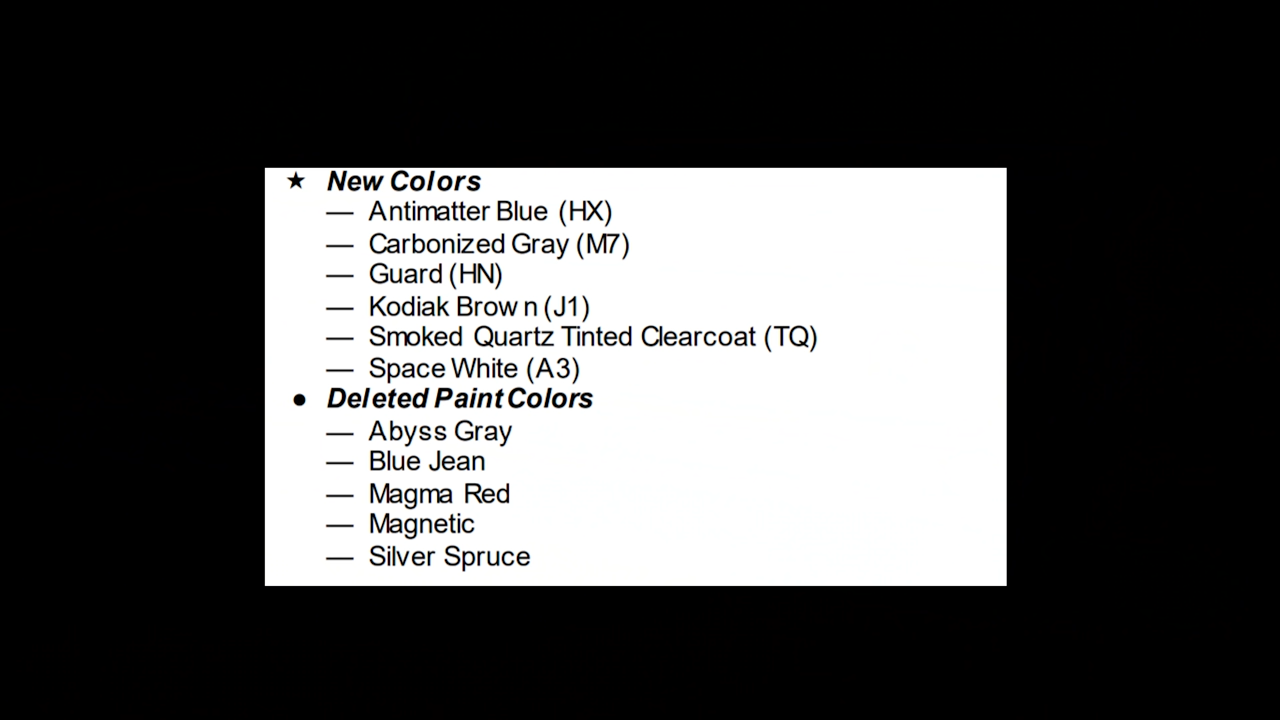 ★ New Colors
— Antimatter Blue (HX)
— Carbonized Gray (M7)
— Guard (HN)
— Kodiak Brown (J1)
— Smoked Quartz Tinted Clearcoat (TQ)
— Space White (A3)
● Deleted Paint Colors
— Abyss Gray
— Blue Jean
— Magma Red
— Magnetic
— Silver Spruce